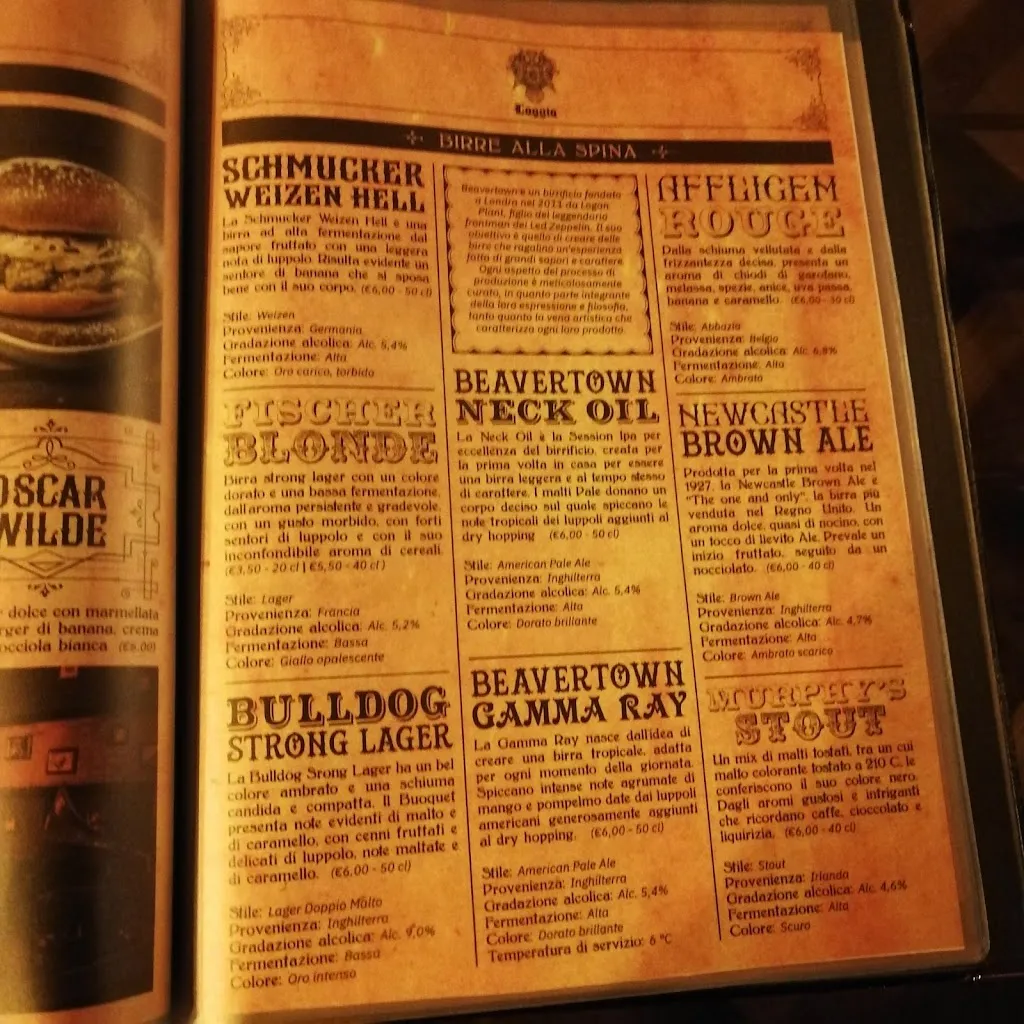 OSCAR
WILDE
dolce con marmellata
di banana, crema
bianca (€6,00)
Loggia
BIRRE ALLA SPINA
SCHMUCKER
WEIZEN HELL
La Schmucker Weizen Hell è una
birra ad alta fermentazione dal
sapore fruttato con una leggera
nota di luppolo. Risulta evidente un
sentore di banana che si sposa
bene con il suo corpo. (€6,00 - 50 cl)
Stile: Weizen
Provenienza: Germania
Gradazione alcolica: Alc. 5,4%
Fermentazione: Alta
Colore: Oro carico, torbido
FISCHER
BLONDE
Birra strong lager con un colore
dorato e una bassa fermentazione,
dall'aroma persistente e gradevole,
con un gusto morbido, con forti
sentori di luppolo e con il suo
inconfondibile aroma di cereali.
(€3,50 - 20 cl | €5,50 - 40 cl)
Stile: Lager
Provenienza: Francia
Gradazione alcolica: Alc. 5,2%
Fermentazione: Bassa
Colore: Giallo opalescente
BULLDOG
STRONG LAGER
La Bulldog Srong Lager ha un bel
colore ambrato e una schiuma
candida e compatta. Il Buoquet
presenta note evidenti di malto e
di caramello, con cenni fruttati e
delicati di luppolo, note maltate e
di caramello. (€6,00 - 50 cl)
Stile: Lager Doppio Malto
Provenienza: Inghilterra
Gradazione alcolica: Alc.
Fermentazione: Bassa
Colore: Oro intenso
Beavertown è un birrificio fondato
a Londra nel 2011 da Logan
Plant, figlio del leggendario
frontman dei Led Zeppelin. Il suo
obiettivo è quello di creare delle
birre che regalino un'esperienza
fatta di grandi sapori e carattere.
Ogni aspetto del processo di
produzione è meticolosamente
curato, in quanto parte integrante
della loro espressione e filosofia,
tanto quanto la vena artistica che
caratterizza ogni loro prodotto.
BEAVERTOWN
NECK OIL
La Neck Oil è la Session Ipa per
eccellenza del birrificio, creata per
la prima volta in casa per essere
una birra leggera e al tempo stesso
di carattere. I malti Pale donano un
corpo deciso sul quale spiccano le
note tropicali dei luppoli aggiunti al
dry hopping (€6,00 - 50 cl)
Stile: American Pale Ale
Provenienza: Inghilterra
Gradazione alcolica: Alc. 5,4%
Fermentazione: Alta
Colore: Dorato brillante
BEAVERTOWN
GAMMA RAY
La Gamma Ray nasce dall'idea di
creare una birra tropicale, adatta
per ogni momento della giornata.
Spiccano intense note agrumate di
mango e pompelmo date dai luppoli
americani generosamente aggiunti
al dry hopping. (€6,00 - 50 cl)
Stile: American Pale Ale
Provenienza: Inghilterra
Gradazione alcolica: Alc. 5,4%
Fermentazione: Alta
Colore: Dorato brillante
Temperatura di servizio: 6 °C
AFFLIGEM
ROUGE
Dalla schiuma vellutata e dalla
frizzantezza decisa, presenta un
aroma di chiodi di garofano,
melassa, spezie, anice, uva passa,
banana e caramello. (€6,00 - 50 cl)
Stile: Abbazia
Provenienza: Belgio
Gradazione alcolica: Alc. 6,8%
Fermentazione: Alta
Colore: Ambrato
NEWCASTLE
BROWN ALE
Prodotta per la prima volta nel
1927, la Newcastle Brown Ale è
"The one and only", la birra più
venduta nel Regno Unito. Un
aroma dolce, quasi di nocino, con
un tocco di lievito Ale. Prevale un
inizio fruttato, seguito da un
nocciolato. (€6,00 - 40 cl)
Stile: Brown Ale
Provenienza: Inghilterra
Gradazione alcolica: Alc. 4,7%
Fermentazione: Alta
Colore: Ambrato scarico
MURPHY'S
STOUT
Un mix di malti tostati, tra un cui
malto colorante tostato a 210 C, le
conferiscono il suo colore nero.
Dagli aromi gustosi e intriganti
che ricordano caffè, cioccolato e
liquirizia. (€6,00 - 40 cl)
Stile: Stout
Provenienza: Irlanda
Gradazione alcolica: Alc. 4,6%
Fermentazione: Alta
Colore: Scuro